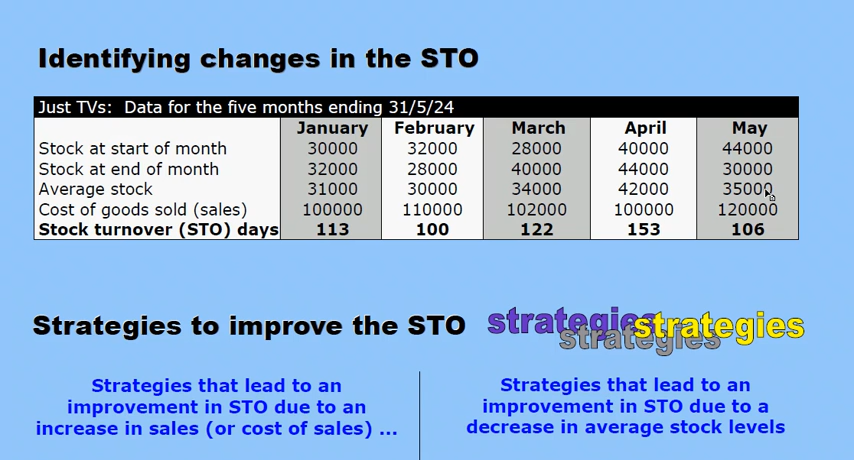 Identifying changes in the STO
Just TVs: Data for the five months ending 31/5/24
January February March April May
Stock at start of month 30000 32000 28000 40000 44000
Stock at end of month 32000 28000 40000 44000 30000
Average stock 31000 30000 34000 42000 35000
Cost of goods sold (sales) 100000 110000 102000 100000 120000
Stock turnover (STO) days 113 100 122 153 106
Strategies to improve the STO strategies strategies strategies
Strategies that lead to an
improvement in STO due to an
increase in sales (or cost of sales) ...
Strategies that lead to an
improvement in STO due to a
decrease in average stock levels